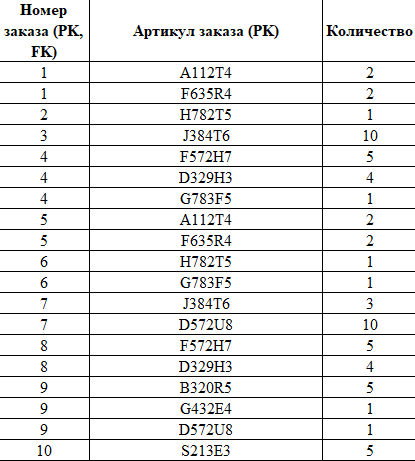 Номер заказа (PK, FK) Артикул заказа (PK) Количество
1 A112T4 2
1 F635R4 2
2 H782T5 1
3 J384T6 10
4 F572H7 5
4 D329H3 4
4 G783F5 1
5 A112T4 2
5 F635R4 2
6 H782T5 1
6 G783F5 1
7 J384T6 3
7 D572U8 10
8 F572H7 5
8 D329H3 4
9 B320R5 5
9 G432E4 1
9 D572U8 1
10 S213E3 5